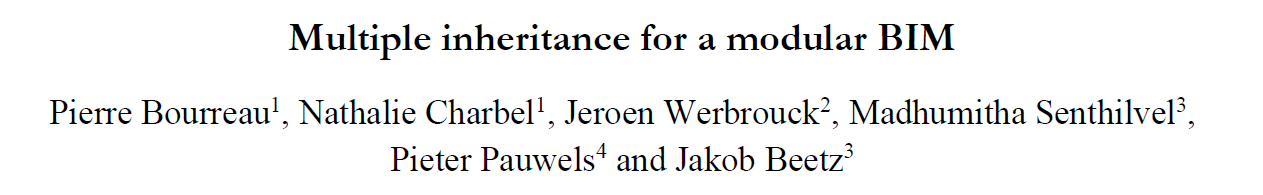 Multiple inheritance for a modular BIM
Pierre Bourreau¹, Nathalie Charbel¹, Jeroen Werbrouck², Madhumitha Senthilvel³,
Pieter Pauwels⁴ and Jakob Beetz³